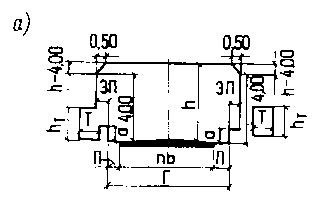 а)
0,50 0,50
h-4,00 h-4,00
ЗП ЗП
4,00 h 4,00
hт Т a a Т hт
П nb П
Г